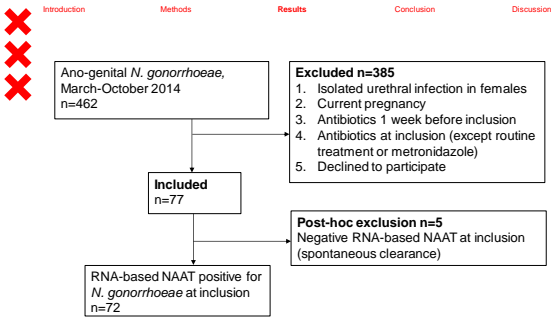 Introduction Methods Results Conclusion Discussion
Ano-genital N. gonorrhoeae,
March-October 2014
n=462
Excluded n=385
1. Isolated urethral infection in females
2. Current pregnancy
3. Antibiotics 1 week before inclusion
4. Antibiotics at inclusion (except routine
treatment or metronidazole)
5. Declined to participate
Included
n=77
Post-hoc exclusion n=5
Negative RNA-based NAAT at inclusion
(spontaneous clearance)
RNA-based NAAT positive for
N. gonorrhoeae at inclusion
n=72